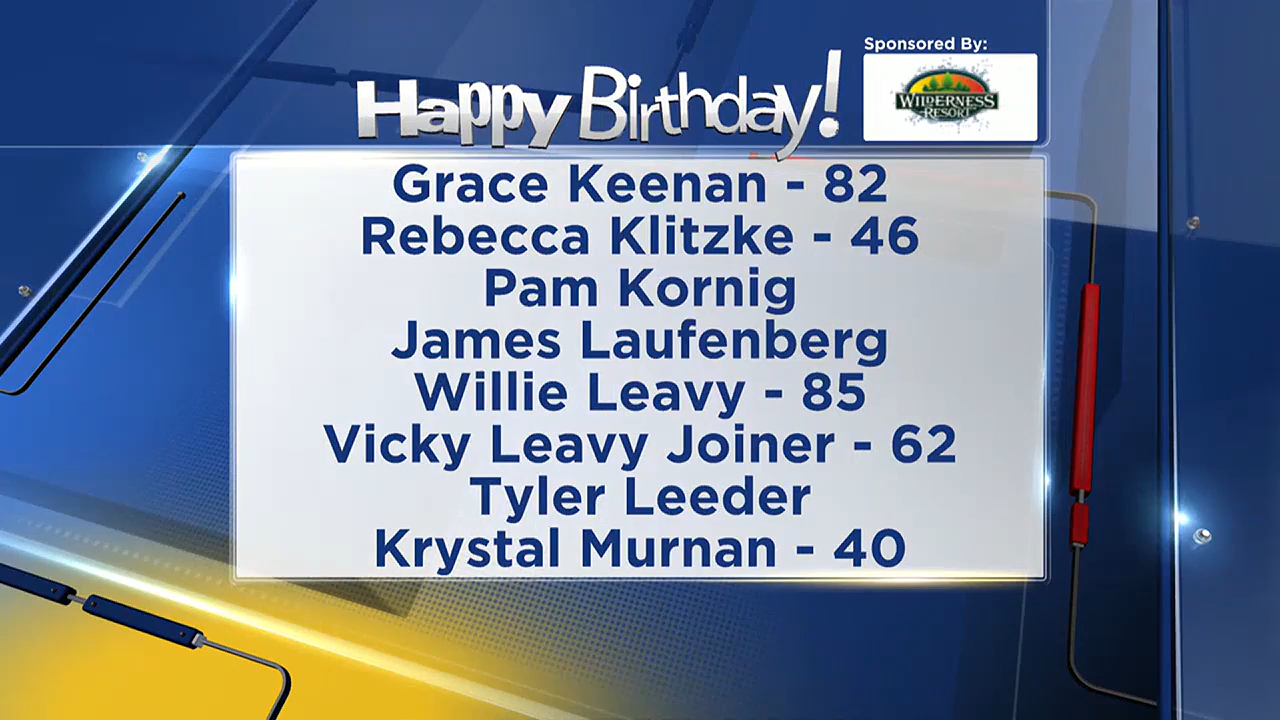 Happy Birthday!
Sponsored By:
WILDERNESS
RESORT
Grace Keenan - 82
Rebecca Klitzke - 46
Pam Kornig
James Laufenberg
Willie Leavy - 85
Vicky Leavy Joiner - 62
Tyler Leeder
Krystal Murnan - 40